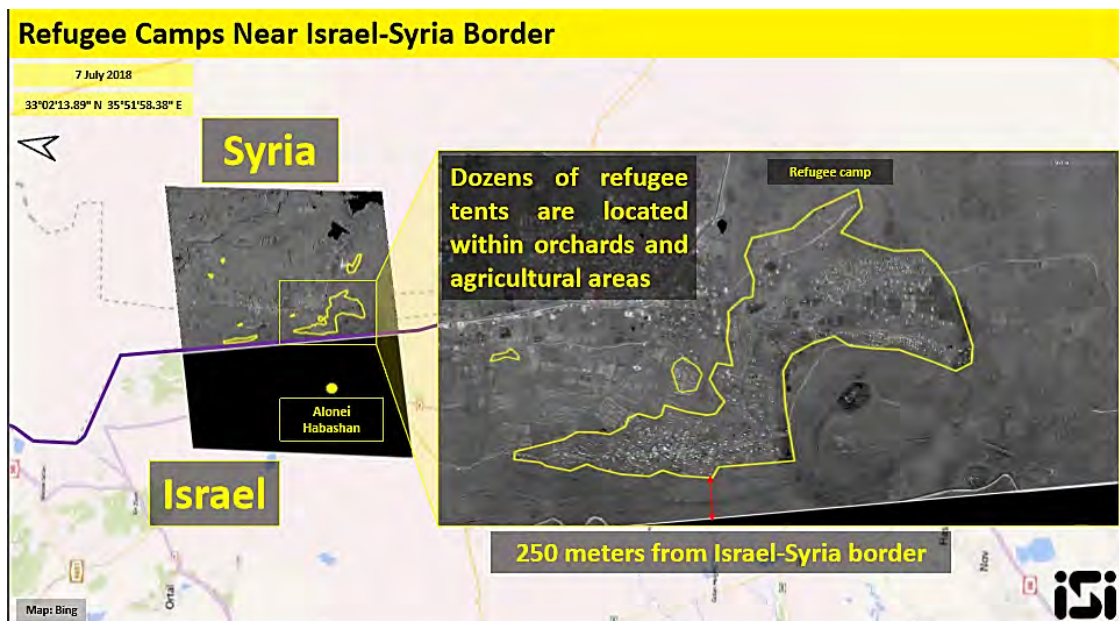 Refugee Camps Near Israel-Syria Border
7 July 2018
33°02'13.89" N 35°51'58.38" E
Syria
Dozens of refugee
tents are located
within orchards and
agricultural areas
Refugee camp
Alonei
Habashan
Israel
250 meters from Israel-Syria border
Ortal
Nov
Map: Bing
iSi